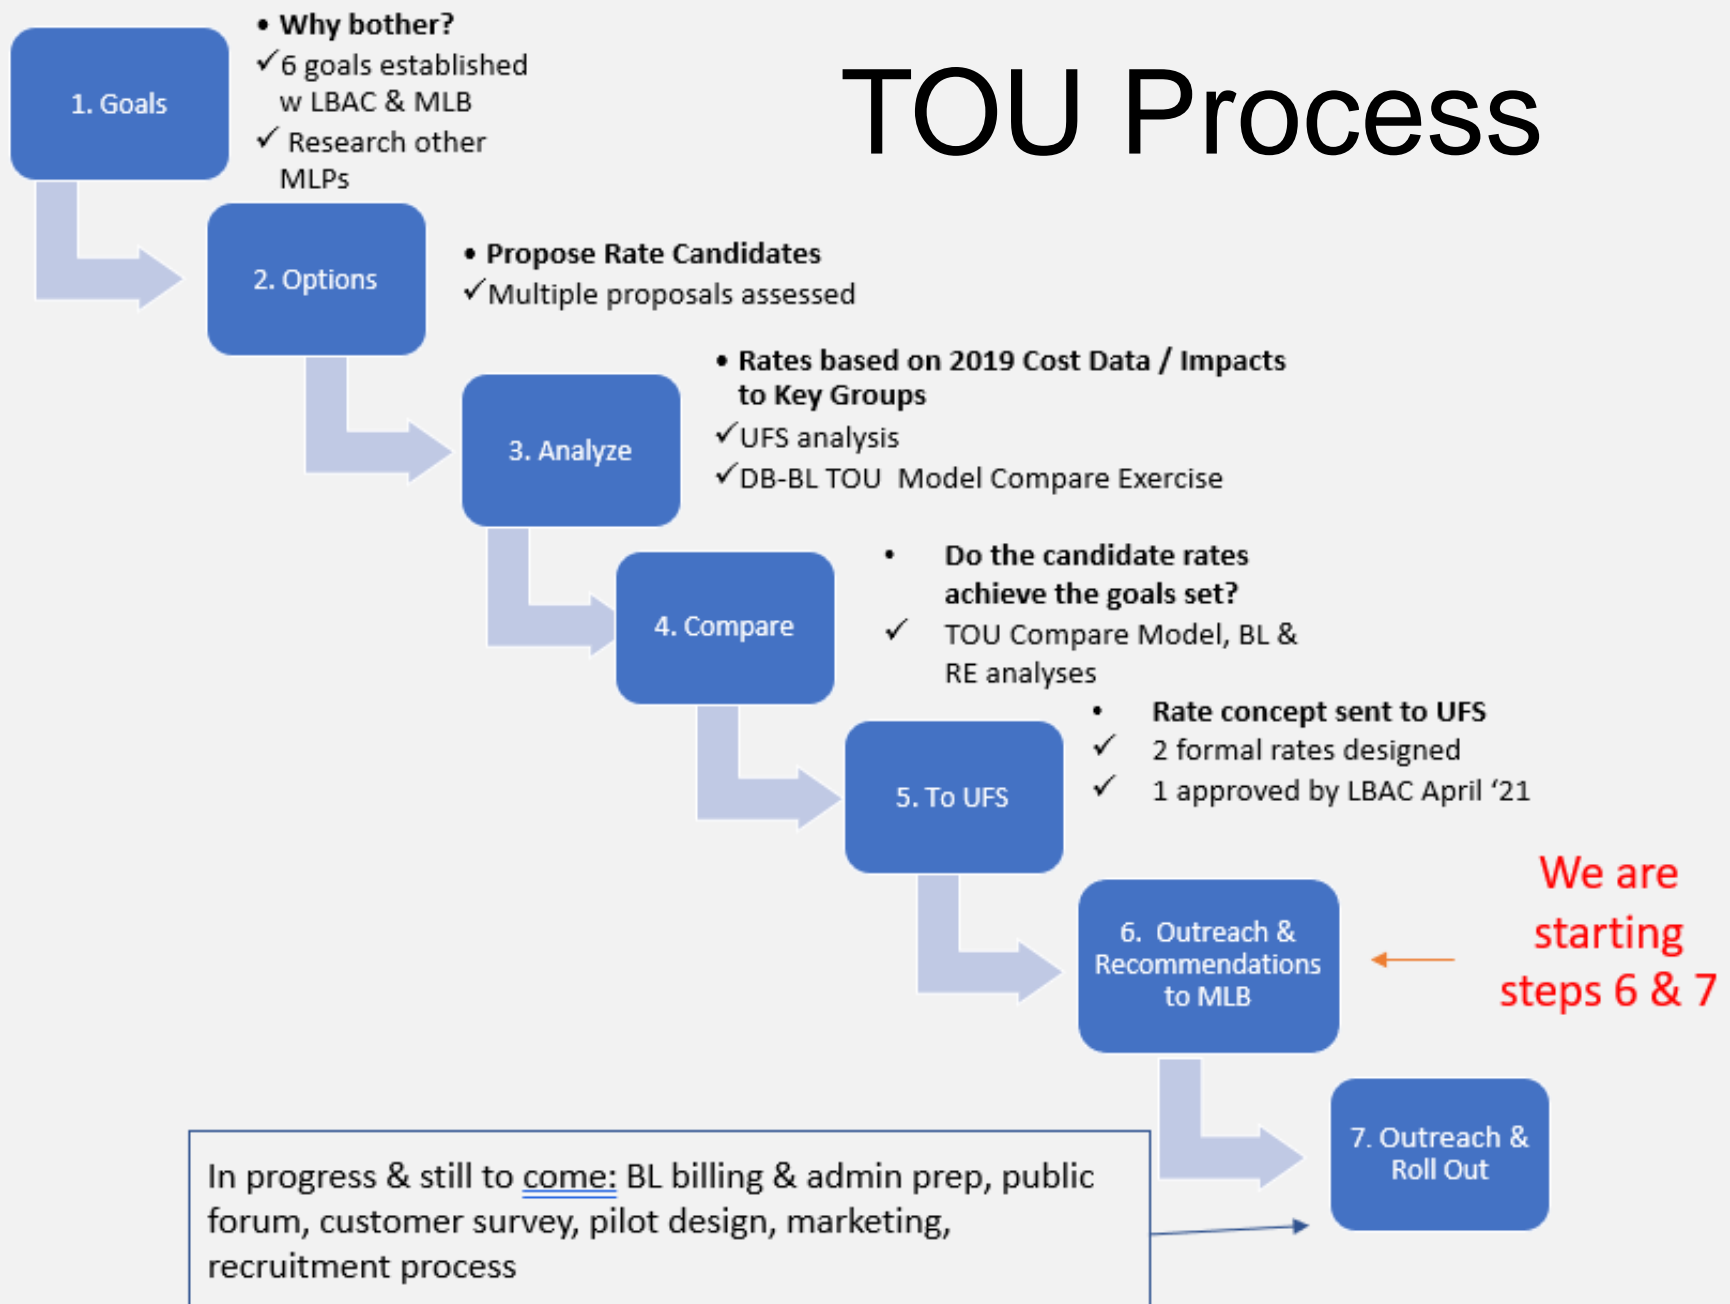 TOU Process
1. Goals
• Why bother?
✓6 goals established
w LBAC & MLB
✓ Research other
MLPs
2. Options
• Propose Rate Candidates
✓Multiple proposals assessed
3. Analyze
• Rates based on 2019 Cost Data / Impacts
to Key Groups
✓UFS analysis
✓DB-BL TOU  Model Compare Exercise
4. Compare
• Do the candidate rates
achieve the goals set?
✓ TOU Compare Model, BL &
RE analyses
5. To UFS
• Rate concept sent to UFS
✓ 2 formal rates designed
✓ 1 approved by LBAC April ‘21
6.  Outreach &
Recommendations
to MLB
We are
starting
steps 6 & 7
7. Outreach &
Roll Out
In progress & still to come: BL billing & admin prep, public
forum, customer survey, pilot design, marketing,
recruitment process